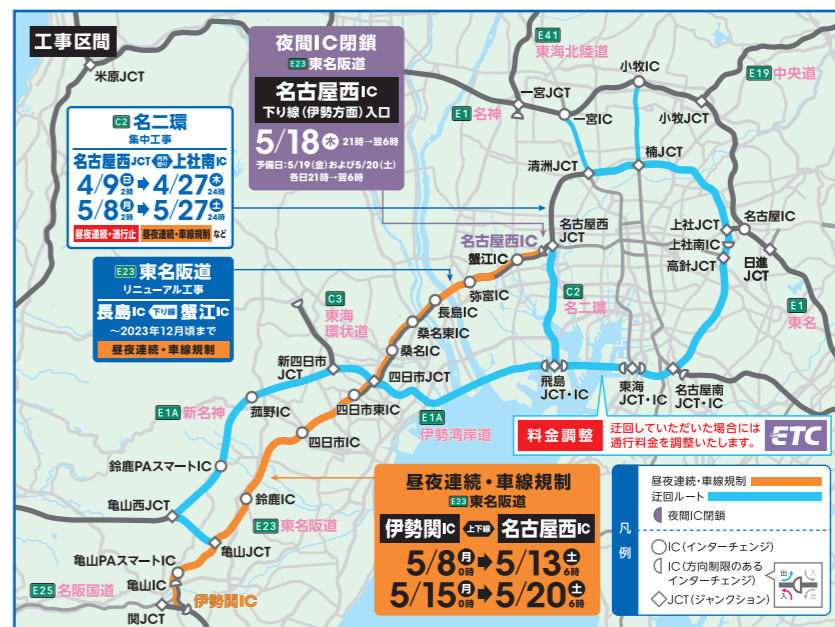 工事区間
夜間IC閉鎖
E23 東名阪道
名古屋西IC
下り線(伊勢方面)入口
5/18木 21時→翌6時
予備日:5/19(金)および5/20(土)
各日21時→翌6時
C2 名二環
集中工事
名古屋西JCT 内外回り 上社南IC
4/9日2時 4/27木24時
5/8月2時 5/27土24時
昼夜連続・通行止 昼夜連続・車線規制 など
E23 東名阪道
リニューアル工事
長島IC 下り線 蟹江IC
~2023年12月頃まで
昼夜連続・車線規制
米原JCT
E41
東海北陸道
小牧IC
E19 中央道
一宮JCT
E1 名神
一宮IC
小牧JCT
清洲JCT
楠JCT
名古屋西JCT
上社JCT
名古屋IC
上社南IC
高針JCT
日進JCT
名古屋西IC
蟹江IC
弥富IC
長島IC
C2
名二環
C3
東海環状道
桑名東IC
桑名IC
E1
東名
新四日市JCT
四日市JCT
飛島JCT・IC
東海JCT・IC
名古屋南JCT・IC
E1A 新名神
菰野IC
四日市東IC
E1A
伊勢湾岸道
四日市IC
料金調整
迂回していただいた場合には
通行料金を調整いたします。
ETC
鈴鹿PAスマートIC
鈴鹿IC
亀山西JCT
E23 東名阪道
亀山JCT
亀山PAスマートIC
亀山IC
E25 名阪国道
伊勢関IC
関JCT
昼夜連続・車線規制
E23 東名阪道
伊勢関IC 上下線 名古屋西IC
5/8月0時 5/13土6時
5/15月0時 5/20土6時
凡例
昼夜連続・車線規制
迂回ルート
夜間IC閉鎖
IC(インターチェンジ)
IC(方向制限のある
インターチェンジ)
出 入
入 出
JCT(ジャンクション)